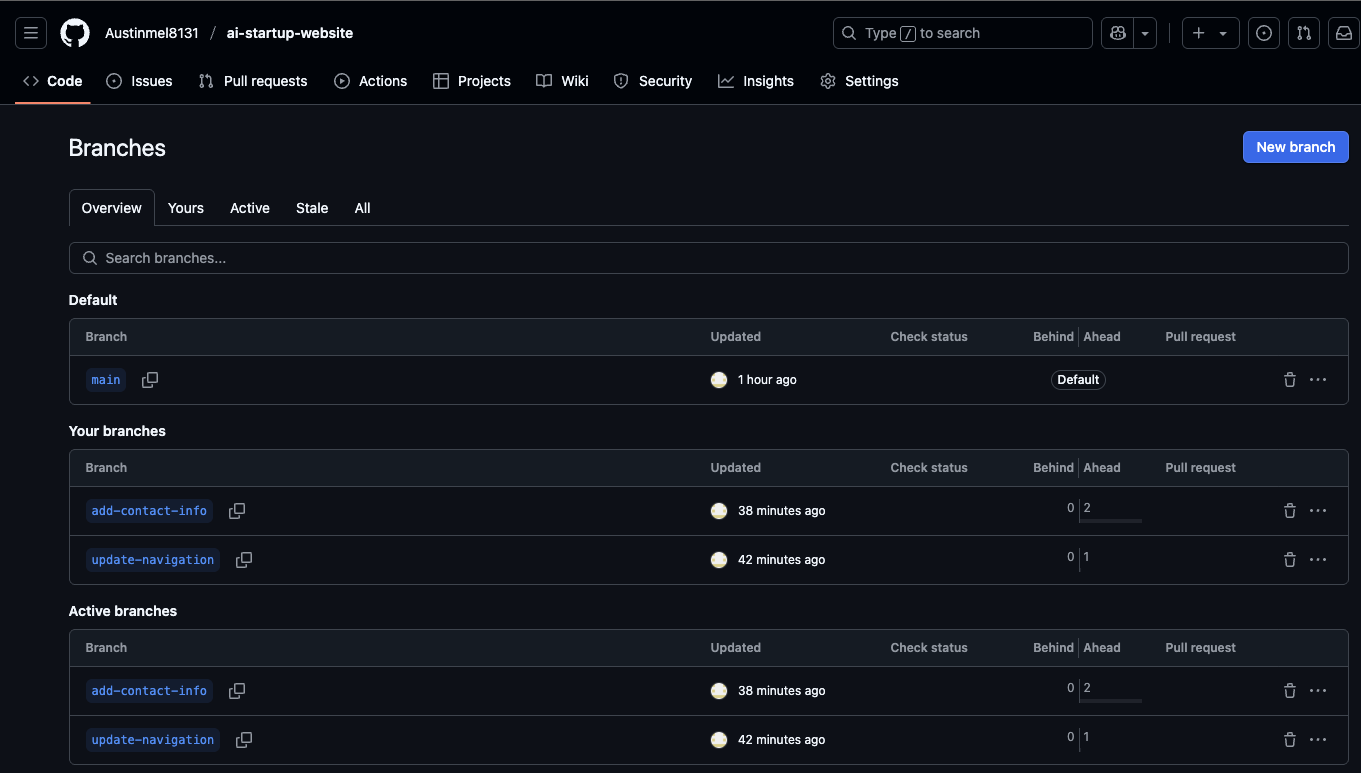 Austinmel8131 / ai-startup-website Type / to search
Code Issues Pull requests Actions Projects Wiki Security Insights Settings
Branches New branch
Overview Yours Active Stale All
Search branches...
Default
Branch Updated Check status Behind Ahead Pull request
main 1 hour ago Default
Your branches
Branch Updated Check status Behind Ahead Pull request
add-contact-info 38 minutes ago 0 2
update-navigation 42 minutes ago 0 1
Active branches
Branch Updated Check status Behind Ahead Pull request
add-contact-info 38 minutes ago 0 2
update-navigation 42 minutes ago 0 1